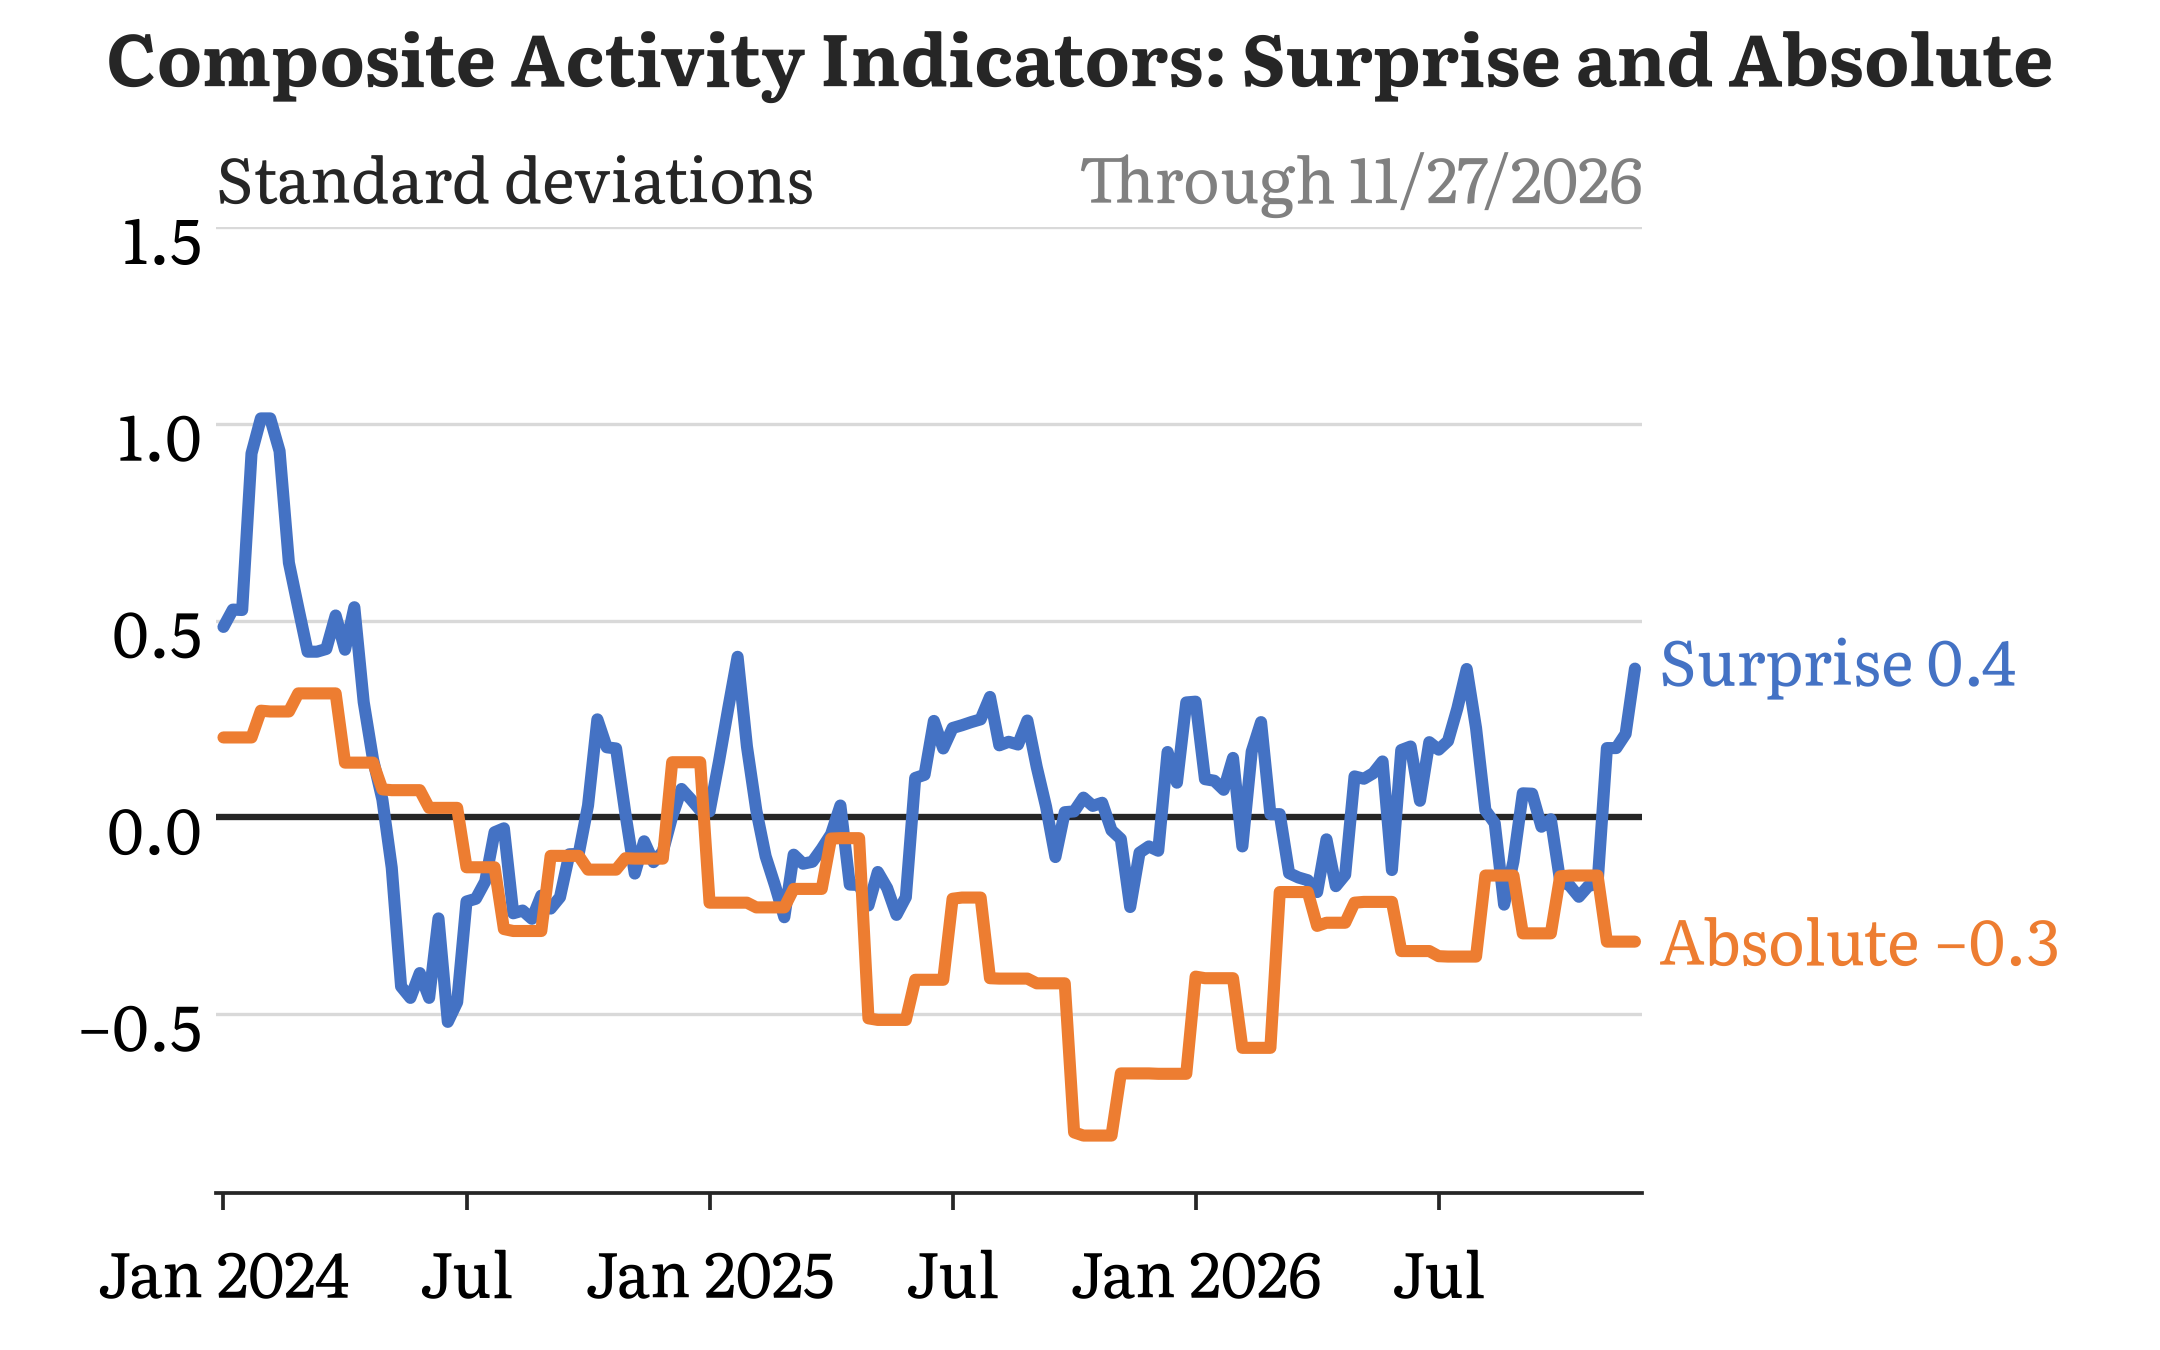 Composite Activity Indicators: Surprise and Absolute
Standard deviations
Through 11/27/2026
1.5
1.0
0.5
0.0
−0.5
Surprise 0.4
Absolute −0.3
Jan 2024
Jul
Jan 2025
Jul
Jan 2026
Jul